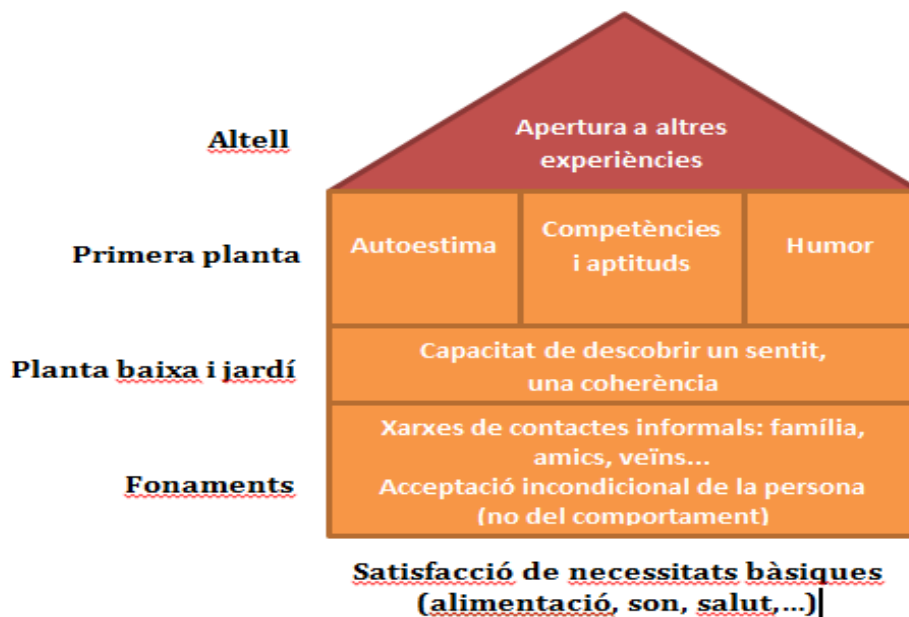 Altell
Apertura a altres
experiències
Primera planta
Autoestima
Competències
i aptituds
Humor
Planta baixa i jardí
Capacitat de descobrir un sentit,
una coherència
Fonaments
Xarxes de contactes informals: família,
amics, veïns...
Acceptació incondicional de la persona
(no del comportament)
Satisfacció de necessitats bàsiques
(alimentació, son, salut,...)